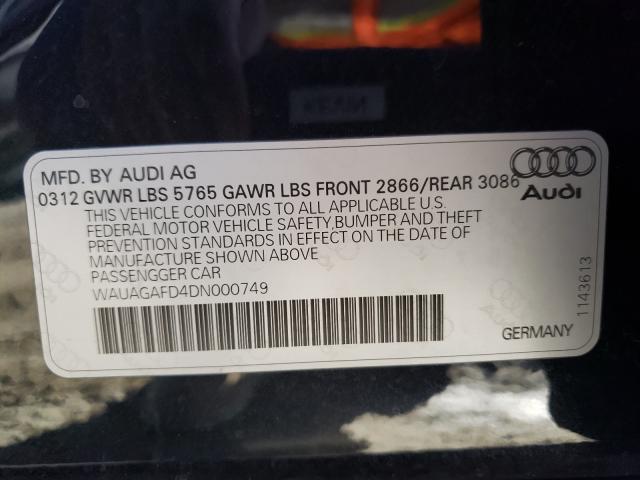 MFD. BY AUDI AG
0312 GVWR LBS 5765 GAWR LBS FRONT 2866/REAR 3086
THIS VEHICLE CONFORMS TO ALL APPLICABLE U.S.
FEDERAL MOTOR VEHICLE SAFETY,BUMPER AND THEFT
PREVENTION STANDARDS IN EFFECT ON THE DATE OF
MANUFACTURE SHOWN ABOVE
PASSENGGER CAR
WAUAGAFD4DN000749
Audi
1143613
GERMANY